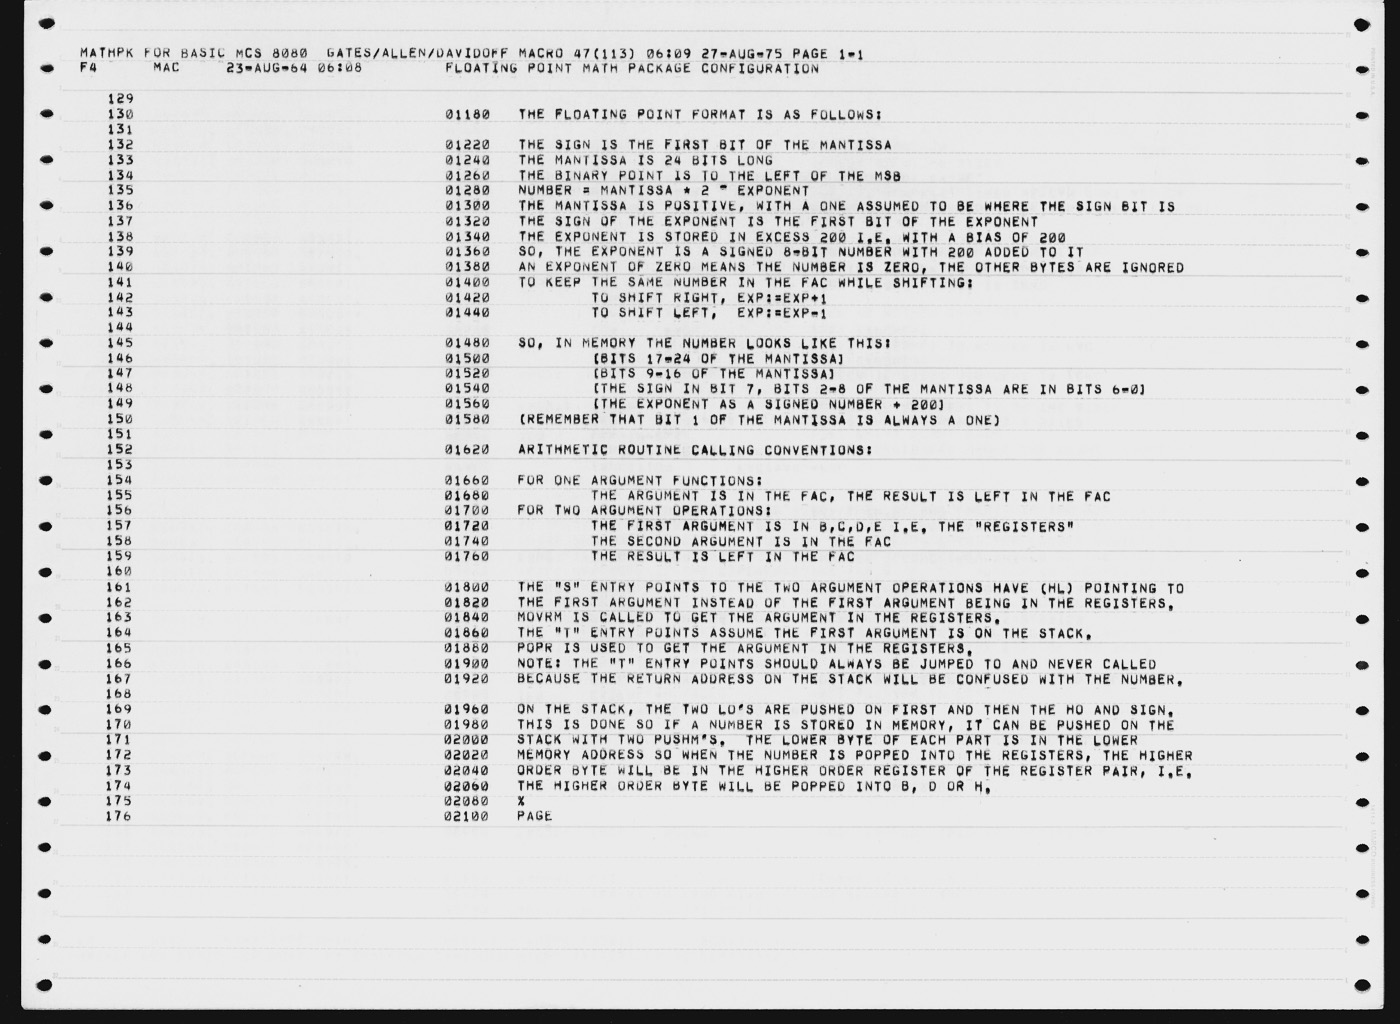 MATHPK FOR BASIC MCS 8080  GATES/ALLEN/DAVIDOFF MACRO 47(113) 06:09 27-AUG-75 PAGE 1-1
F4      MAC     23-AUG-64 06:08         FLOATING POINT MATH PACKAGE CONFIGURATION
129
130 01180 THE FLOATING POINT FORMAT IS AS FOLLOWS:
131
132 01220 THE SIGN IS THE FIRST BIT OF THE MANTISSA
133 01240 THE MANTISSA IS 24 BITS LONG
134 01260 THE BINARY POINT IS TO THE LEFT OF THE MSB
135 01280 NUMBER = MANTISSA * 2 ^ EXPONENT
136 01300 THE MANTISSA IS POSITIVE, WITH A ONE ASSUMED TO BE WHERE THE SIGN BIT IS
137 01320 THE SIGN OF THE EXPONENT IS THE FIRST BIT OF THE EXPONENT
138 01340 THE EXPONENT IS STORED IN EXCESS 200 I.E. WITH A BIAS OF 200
139 01360 SO, THE EXPONENT IS A SIGNED 8-BIT NUMBER WITH 200 ADDED TO IT
140 01380 AN EXPONENT OF ZERO MEANS THE NUMBER IS ZERO, THE OTHER BYTES ARE IGNORED
141 01400 TO KEEP THE SAME NUMBER IN THE FAC WHILE SHIFTING:
142 01420         TO SHIFT RIGHT, EXP:=EXP+1
143 01440         TO SHIFT LEFT,  EXP:=EXP-1
144
145 01480 SO, IN MEMORY THE NUMBER LOOKS LIKE THIS:
146 01500         [BITS 17-24 OF THE MANTISSA]
147 01520         [BITS 9-16 OF THE MANTISSA]
148 01540         [THE SIGN IN BIT 7, BITS 2-8 OF THE MANTISSA ARE IN BITS 6-0]
149 01560         [THE EXPONENT AS A SIGNED NUMBER + 200]
150 01580 (REMEMBER THAT BIT 1 OF THE MANTISSA IS ALWAYS A ONE)
151
152 01620 ARITHMETIC ROUTINE CALLING CONVENTIONS:
153
154 01660 FOR ONE ARGUMENT FUNCTIONS:
155 01680         THE ARGUMENT IS IN THE FAC, THE RESULT IS LEFT IN THE FAC
156 01700 FOR TWO ARGUMENT OPERATIONS:
157 01720         THE FIRST ARGUMENT IS IN B,C,D,E I.E. THE "REGISTERS"
158 01740         THE SECOND ARGUMENT IS IN THE FAC
159 01760         THE RESULT IS LEFT IN THE FAC
160
161 01800 THE "S" ENTRY POINTS TO THE TWO ARGUMENT OPERATIONS HAVE (HL) POINTING TO
162 01820 THE FIRST ARGUMENT INSTEAD OF THE FIRST ARGUMENT BEING IN THE REGISTERS.
163 01840 MOVRM IS CALLED TO GET THE ARGUMENT IN THE REGISTERS.
164 01860 THE "T" ENTRY POINTS ASSUME THE FIRST ARGUMENT IS ON THE STACK.
165 01880 POPR IS USED TO GET THE ARGUMENT IN THE REGISTERS.
166 01900 NOTE: THE "T" ENTRY POINTS SHOULD ALWAYS BE JUMPED TO AND NEVER CALLED
167 01920 BECAUSE THE RETURN ADDRESS ON THE STACK WILL BE CONFUSED WITH THE NUMBER.
168
169 01960 ON THE STACK, THE TWO LO'S ARE PUSHED ON FIRST AND THEN THE HO AND SIGN.
170 01980 THIS IS DONE SO IF A NUMBER IS STORED IN MEMORY, IT CAN BE PUSHED ON THE
171 02000 STACK WITH TWO PUSHM'S.  THE LOWER BYTE OF EACH PART IS IN THE LOWER
172 02020 MEMORY ADDRESS SO WHEN THE NUMBER IS POPPED INTO THE REGISTERS, THE HIGHER
173 02040 ORDER BYTE WILL BE IN THE HIGHER ORDER REGISTER OF THE REGISTER PAIR, I.E.
174 02060 THE HIGHER ORDER BYTE WILL BE POPPED INTO B, D OR H.
175 02080 %
176 02100 PAGE